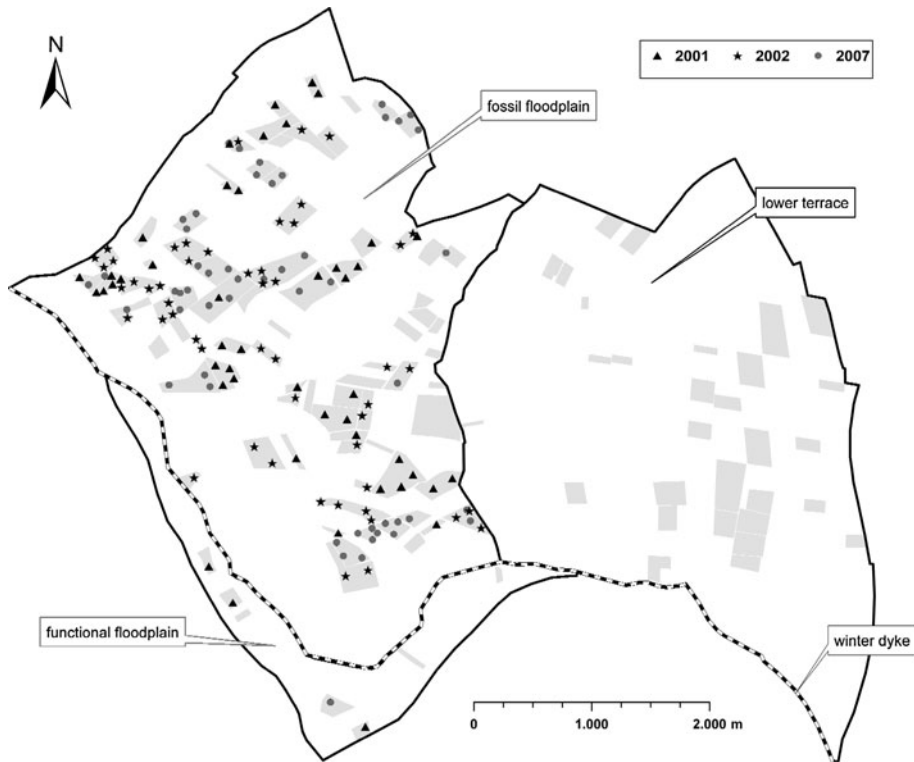 N
2001 2002 2007
fossil floodplain
lower terrace
functional floodplain
winter dyke
0 1.000 2.000 m